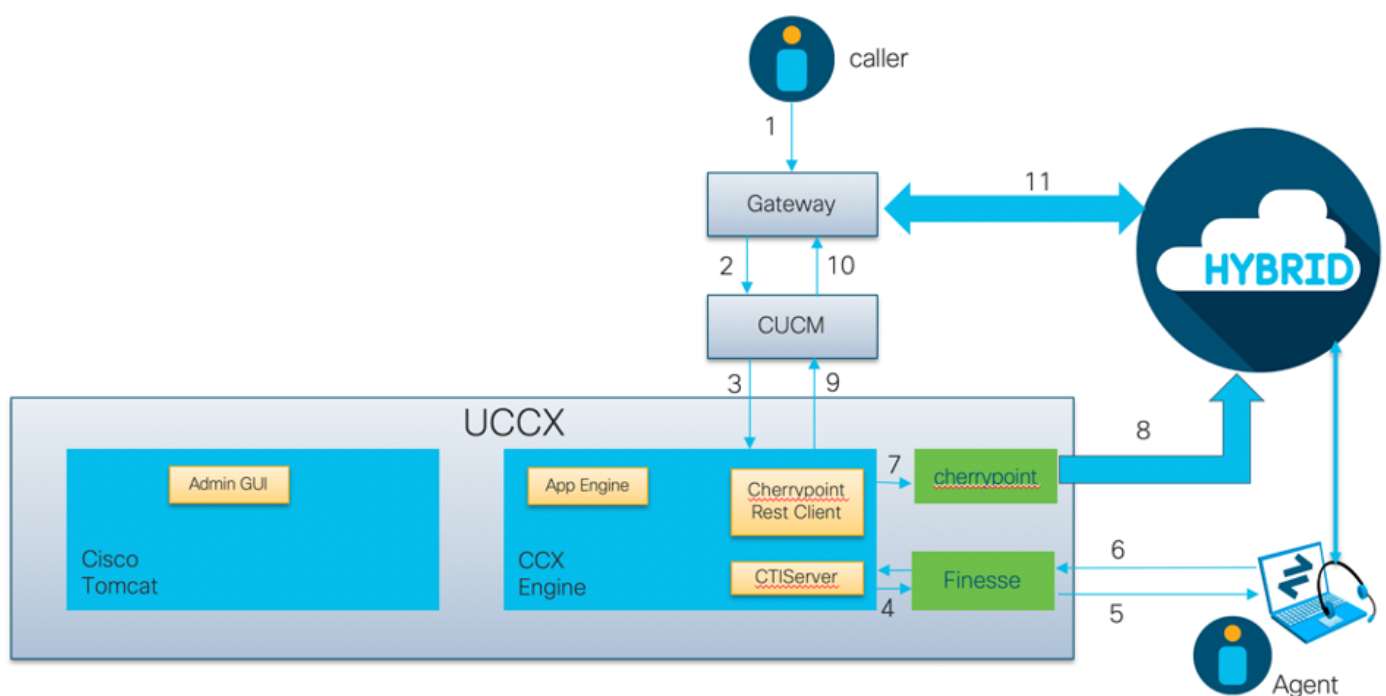 caller
1
Gateway
11
HYBRID
2
10
CUCM
3
9
UCCX
8
Admin GUI
App Engine
Cherrypoint
Rest Client
7
cherrypoint
Cisco
Tomcat
CCX
Engine
CTIServer
4
Finesse
6
5
Agent